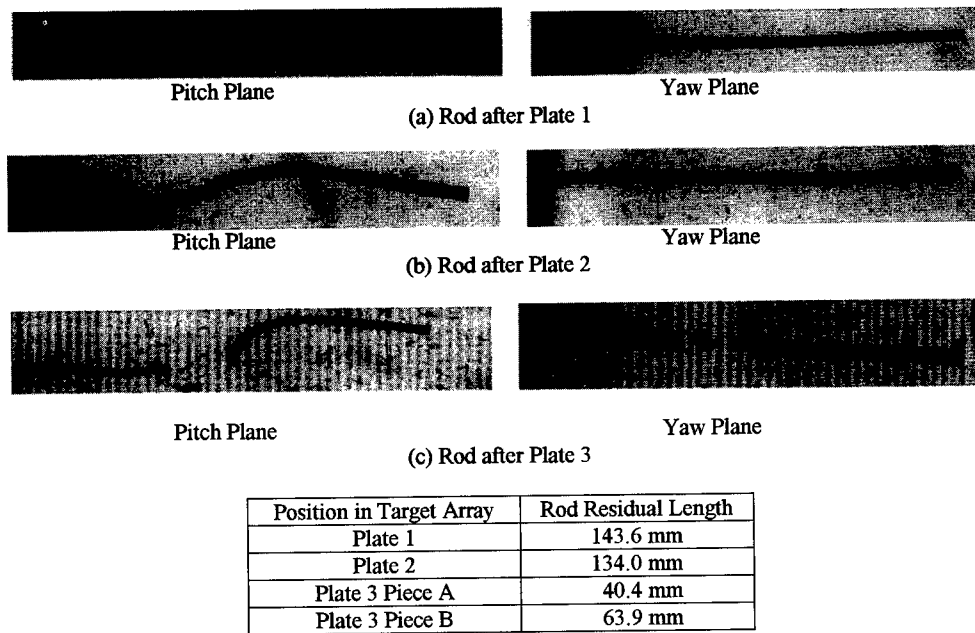 Pitch Plane Yaw Plane
(a) Rod after Plate 1
Pitch Plane Yaw Plane
(b) Rod after Plate 2
Pitch Plane Yaw Plane
(c) Rod after Plate 3
Position in Target Array Rod Residual Length
Plate 1 143.6 mm
Plate 2 134.0 mm
Plate 3 Piece A 40.4 mm
Plate 3 Piece B 63.9 mm